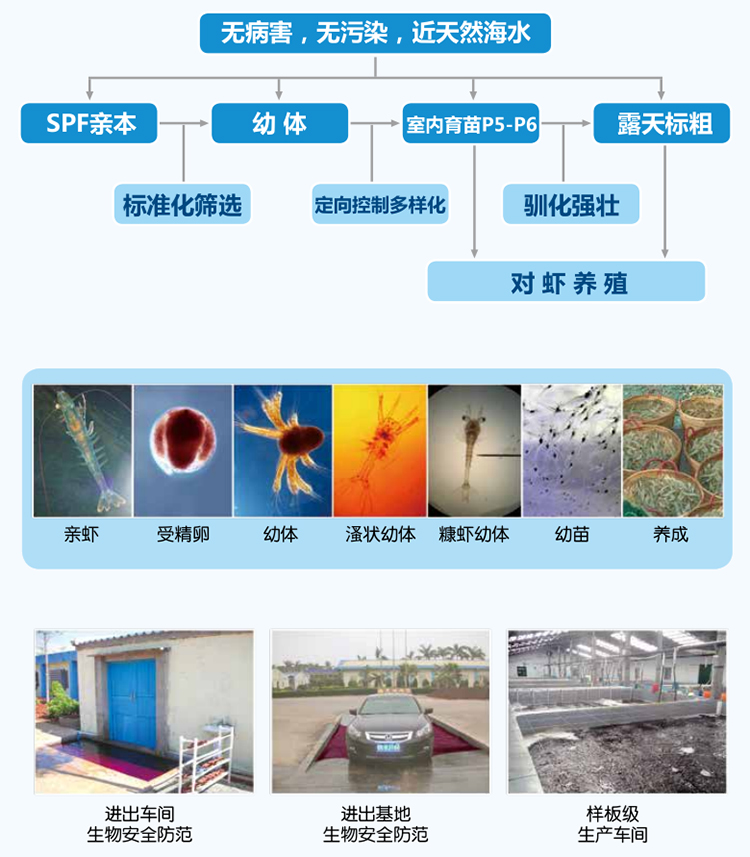 无病害，无污染，近天然海水
SPF亲本
幼 体
室内育苗P5-P6
露天标粗
标准化筛选
定向控制多样化
驯化强壮
对 虾 养 殖
亲虾
受精卵
幼体
溞状幼体
糠虾幼体
幼苗
养成
进出车间
生物安全防范
进出基地
生物安全防范
样板级
生产车间